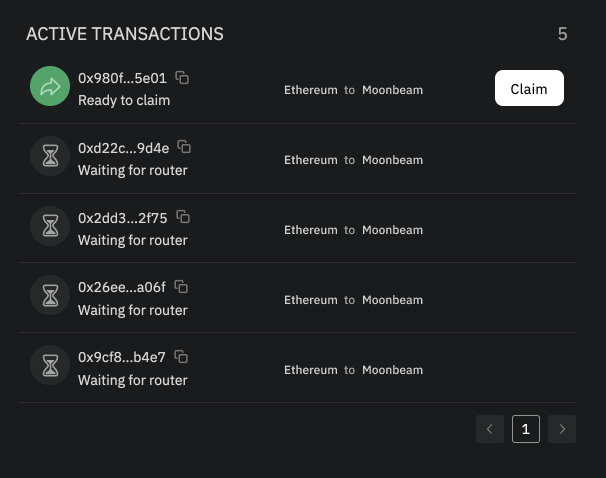 ACTIVE TRANSACTIONS 5
0x980f...5e01
Ready to claim
Ethereum to Moonbeam
Claim
0xd22c...9d4e
Waiting for router
Ethereum to Moonbeam
0x2dd3...2f75
Waiting for router
Ethereum to Moonbeam
0x26ee...a06f
Waiting for router
Ethereum to Moonbeam
0x9cf8...b4e7
Waiting for router
Ethereum to Moonbeam
1